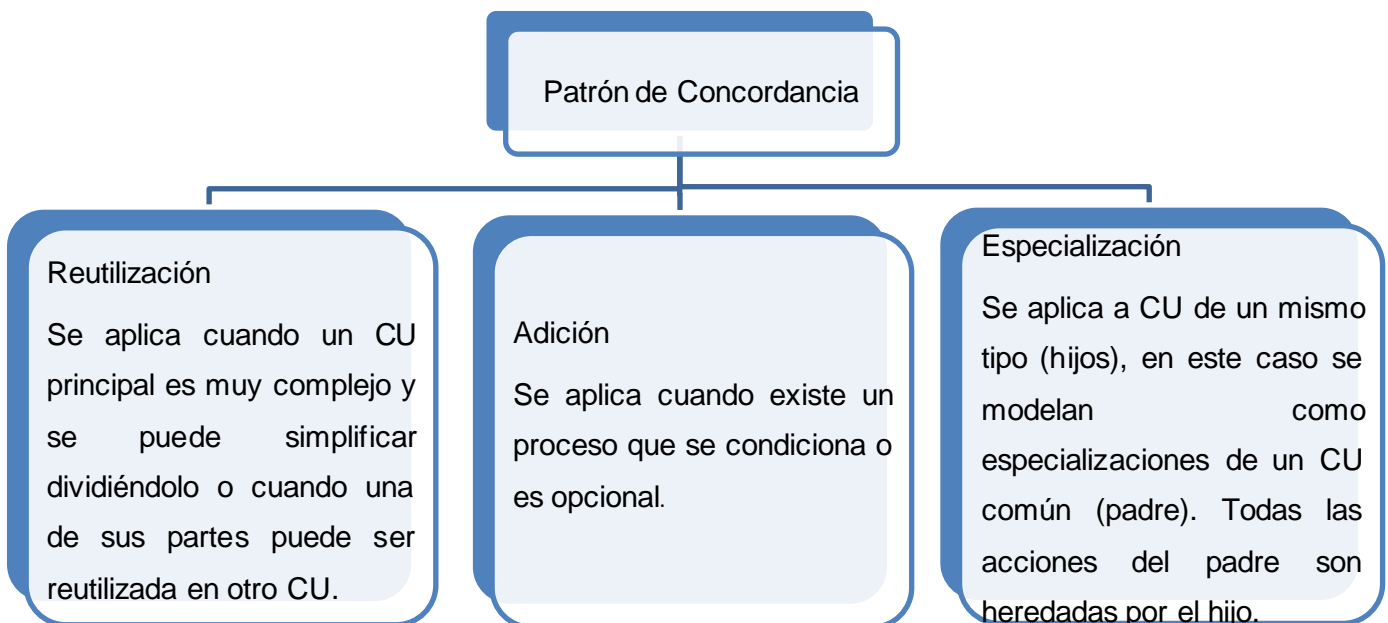 Patrón de Concordancia
Reutilización
Se aplica cuando un CU
principal es muy complejo y
se puede simplificar
dividiéndolo o cuando una
de sus partes puede ser
reutilizada en otro CU.
Adición
Se aplica cuando existe un
proceso que se condiciona o
es opcional.
Especialización
Se aplica a CU de un mismo
tipo (hijos), en este caso se
modelan como
especializaciones de un CU
común (padre). Todas las
acciones del padre son
heredadas por el hijo.